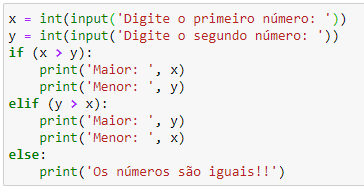 x = int(input('Digite o primeiro número: '))
y = int(input('Digite o segundo número: '))
if (x > y):
    print('Maior: ', x)
    print('Menor: ', y)
elif (y > x):
    print('Maior: ', y)
    print('Menor: ', x)
else:
    print('Os números são iguais!!')